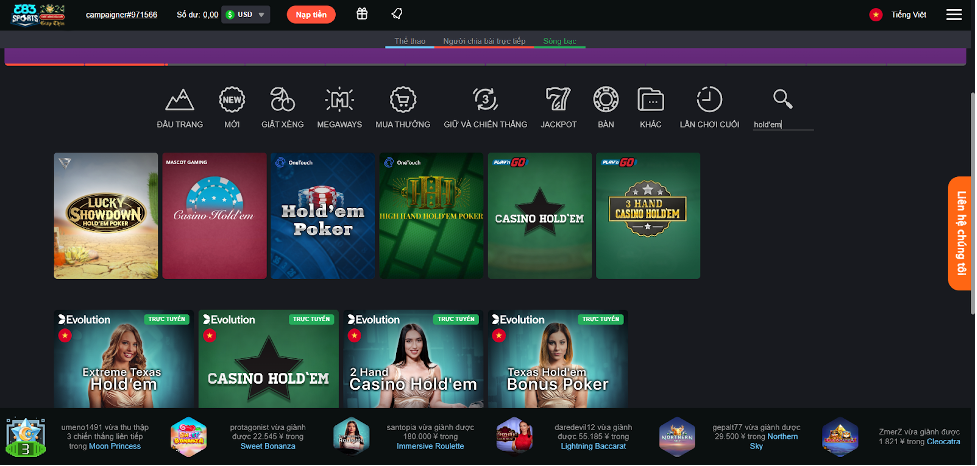 8B3 2024
SPORTS
campaigner#971566
Số dư: 0,00
$ USD
Nạp tiền
Tiếng Việt
Thể thao
Người chia bài trực tiếp
Sòng bạc
ĐẦU TRANG
NEW
MỚI
GIẬT XÈNG
M
MEGAWAYS
MUA THƯỞNG
3
GIỮ VÀ CHIẾN THẮNG
77
JACKPOT
BÀN
KHÁC
LẦN CHƠI CUỐI
hold'em
LUCKY
SHOWDOWN
HOLD'EM POKER
MASCOT GAMING
Casino Hold'em
OneTouch
Hold'em
Poker
OneTouch
HHH
HIGH HAND HOLD'EM POKER
PLAY'N GO
CASINO HOLD'EM
PLAY'N GO
3 HAND
CASINO HOLD'EM
Liên hệ chúng tôi
Evolution
TRỰC TUYẾN
Extreme Texas
Hold'em
Evolution
TRỰC TUYẾN
CASINO HOLD'EM
Evolution
TRỰC TUYẾN
2 Hand
Casino Hold'em
Evolution
TRỰC TUYẾN
Texas Hold'em
Bonus Poker
3
umeno1491 vừa thu thập
3 chiến thắng liên tiếp
trong Moon Princess
protagonist vừa giành
được 22.545 ¥ trong
Sweet Bonanza
santopia vừa giành được
180.000 ¥ trong
Immersive Roulette
daredevil12 vừa giành
được 55.185 ¥ trong
Lightning Baccarat
NORTHERN
gepalt77 vừa giành được
29.500 ¥ trong Northern
Sky
ZmerZ vừa giành được
1 821 ¥ trong Cleocatra